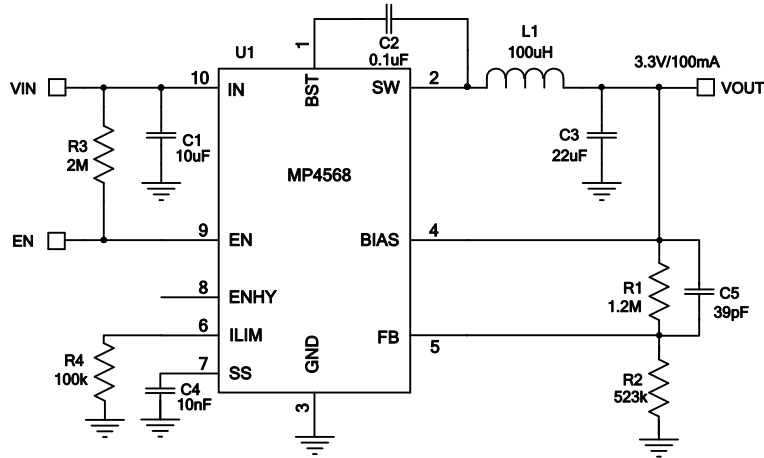 U1
1
C2
0.1uF
L1
100uH
3.3V/100mA
VIN
10
IN
BST
SW
2
VOUT
R3
2M
C1
10uF
C3
22uF
MP4568
EN
9
EN
BIAS
4
8
ENHY
R1
1.2M
C5
39pF
6
ILIM
FB
5
R4
100k
7
SS
GND
C4
10nF
3
R2
523k